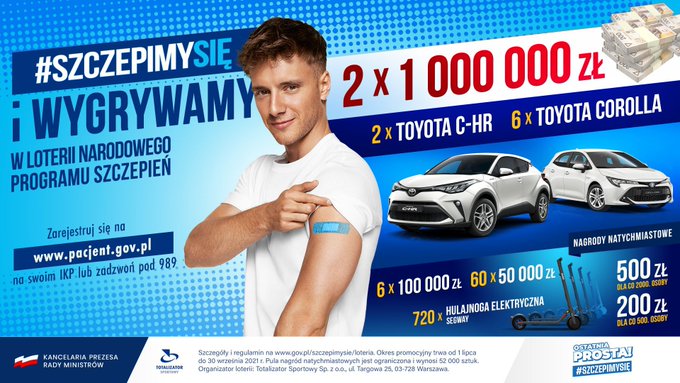 #SZCZEPIMYSIĘ
i WYGRYWAMY
W LOTERII NARODOWEGO
PROGRAMU SZCZEPIEŃ
Zarejestruj się na
www.pacjent.gov.pl
na swoim IKP lub zadzwoń pod 989
2 x 1 000 000 ZŁ
2 x TOYOTA C-HR 6 x TOYOTA COROLLA
C-HR
NAGRODY NATYCHMIASTOWE
6 x 100 000 ZŁ 60 x 50 000 ZŁ
720 x HULAJNOGA ELEKTRYCZNA
SEGWAY
500 ZŁ
DLA CO 2000. OSOBY
200 ZŁ
DLA CO 500. OSOBY
KANCELARIA PREZESA
RADY MINISTRÓW
TOTALIZATOR
SPORTOWY
Szczegóły i regulamin na www.gov.pl/szczepimysie/loteria. Okres promocyjny trwa od 1 lipca
do 30 września 2021 r. Pula nagród natychmiastowych jest ograniczona i wynosi 52 000 sztuk.
Organizator loterii: Totalizator Sportowy Sp. z o.o., ul. Targowa 25, 03-728 Warszawa.
OSTATNIA
PROSTA!
#SZCZEPIMYSIĘ